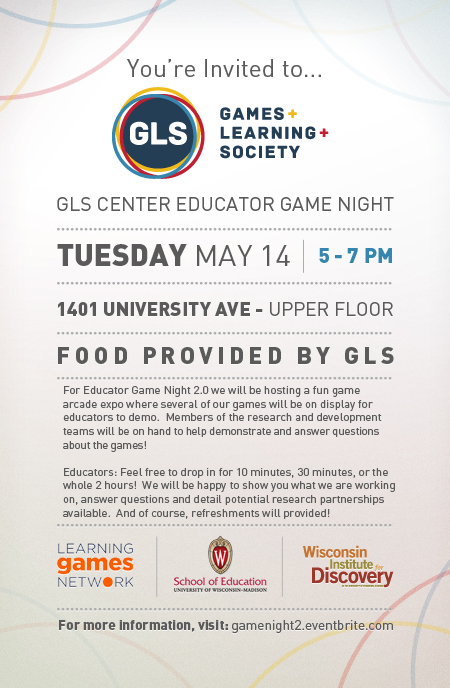 You're Invited to...
GLS
GAMES+
LEARNING+
SOCIETY
GLS CENTER EDUCATOR GAME NIGHT
TUESDAY MAY 14 | 5 - 7 PM
1401 UNIVERSITY AVE - UPPER FLOOR
FOOD PROVIDED BY GLS
For Educator Game Night 2.0 we will be hosting a fun game
arcade expo where several of our games will be on display for
educators to demo. Members of the research and development
teams will be on hand to help demonstrate and answer questions
about the games!
Educators: Feel free to drop in for 10 minutes, 30 minutes, or the
whole 2 hours! We will be happy to show you what we are working
on, answer questions and detail potential research partnerships
available. And of course, refreshments will provided!
LEARNING
games
NETWORK
W
School of Education
UNIVERSITY OF WISCONSIN-MADISON
Wisconsin
Institute for
Discovery
For more information, visit: gamenight2.eventbrite.com